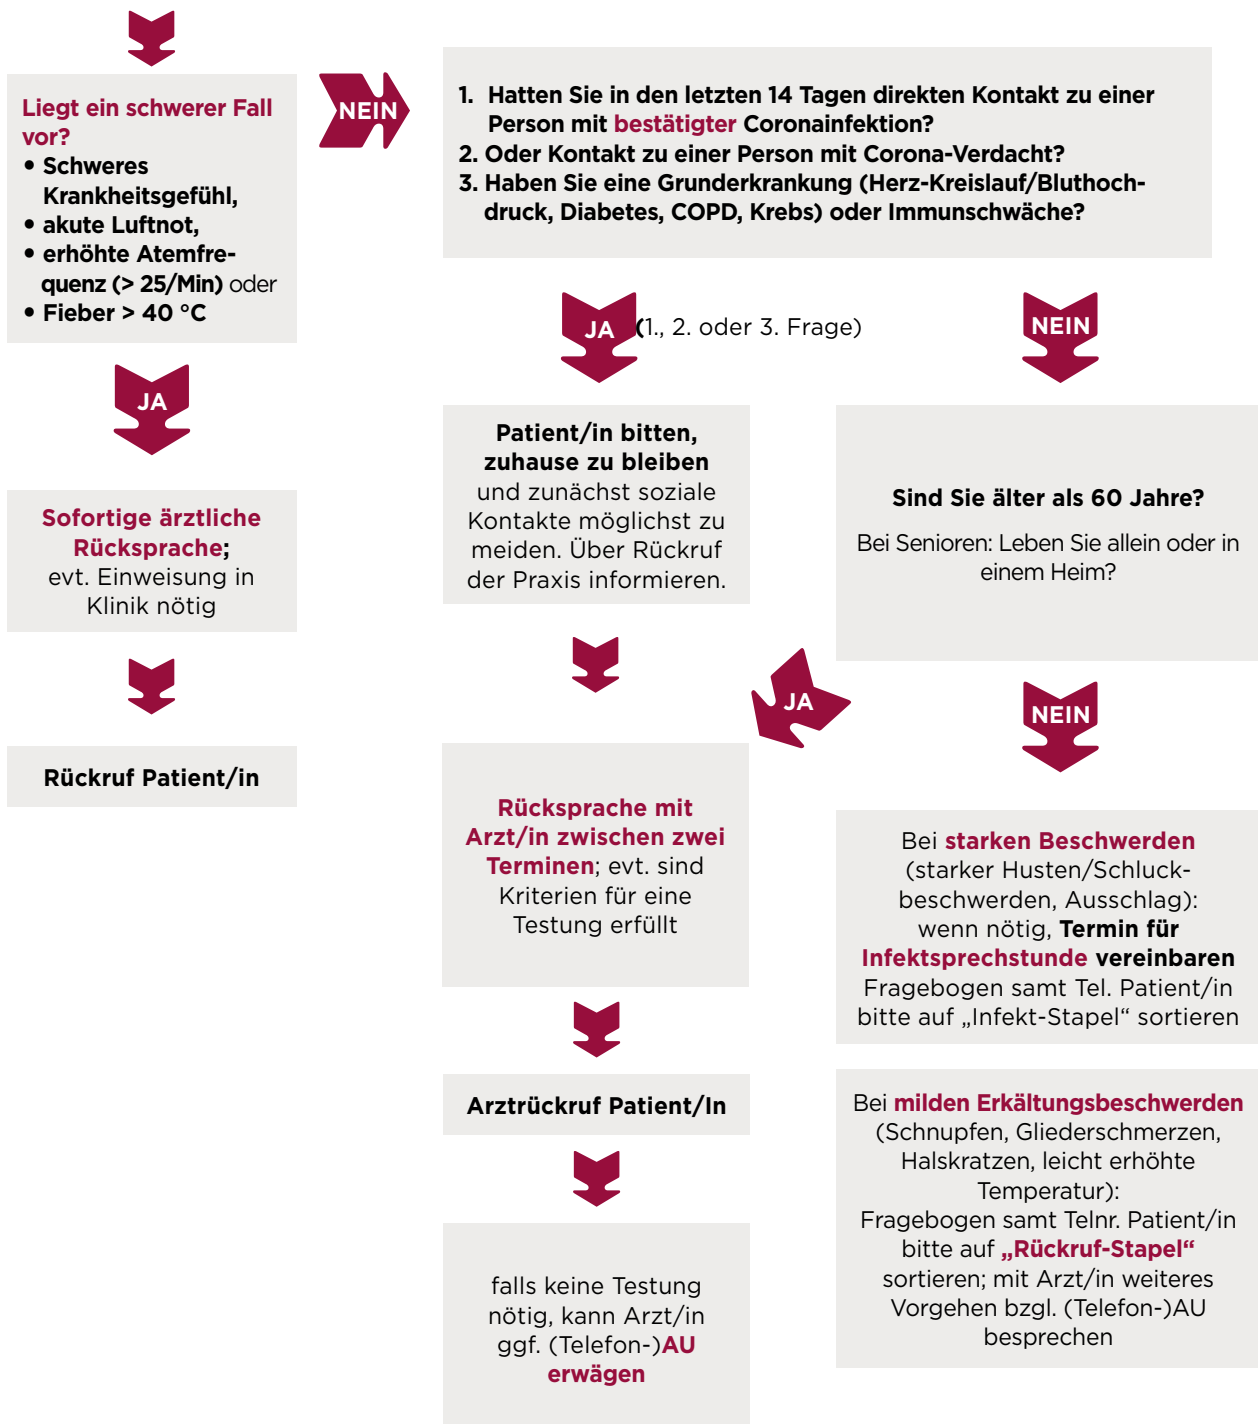 Liegt ein schwerer Fall
vor?
• Schweres
Krankheitsgefühl,
• akute Luftnot,
• erhöhte Atemfre-
quenz (> 25/Min) oder
• Fieber > 40 °C
NEIN
1. Hatten Sie in den letzten 14 Tagen direkten Kontakt zu einer
Person mit bestätigter Coronainfektion?
2. Oder Kontakt zu einer Person mit Corona-Verdacht?
3. Haben Sie eine Grunderkrankung (Herz-Kreislauf/Bluthoch-
druck, Diabetes, COPD, Krebs) oder Immunschwäche?
JA
Sofortige ärztliche
Rücksprache;
evt. Einweisung in
Klinik nötig
Rückruf Patient/in
JA (1., 2. oder 3. Frage)
Patient/in bitten,
zuhause zu bleiben
und zunächst soziale
Kontakte möglichst zu
meiden. Über Rückruf
der Praxis informieren.
NEIN
Sind Sie älter als 60 Jahre?
Bei Senioren: Leben Sie allein oder in
einem Heim?
JA
Rücksprache mit
Arzt/in zwischen zwei
Terminen; evt. sind
Kriterien für eine
Testung erfüllt
Arztrückruf Patient/In
falls keine Testung
nötig, kann Arzt/in
ggf. (Telefon-)AU
erwägen
NEIN
Bei starken Beschwerden
(starker Husten/Schluck-
beschwerden, Ausschlag):
wenn nötig, Termin für
Infektsprechstunde vereinbaren
Fragebogen samt Tel. Patient/in
bitte auf „Infekt-Stapel“ sortieren
Bei milden Erkältungsbeschwerden
(Schnupfen, Gliederschmerzen,
Halskratzen, leicht erhöhte
Temperatur):
Fragebogen samt Telnr. Patient/in
bitte auf „Rückruf-Stapel“
sortieren; mit Arzt/in weiteres
Vorgehen bzgl. (Telefon-)AU
besprechen